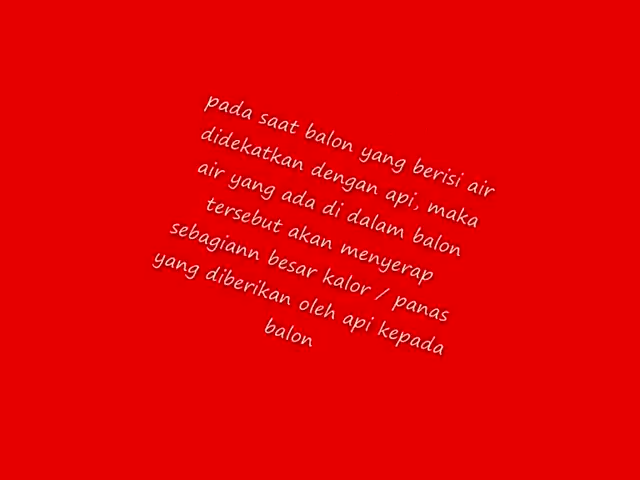 pada saat balon yang berisi air
didekatkan dengan api, maka
air yang ada di dalam balon
tersebut akan menyerap
sebagiann besar kalor / panas
yang diberikan oleh api kepada
balon